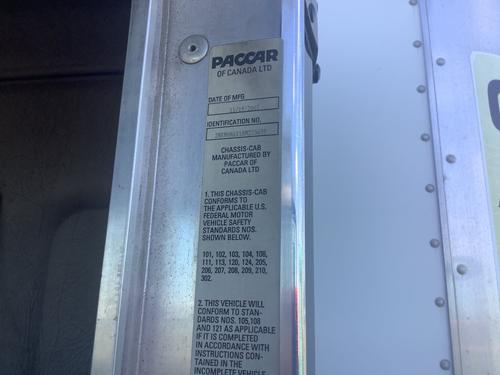 PACCAR
OF CANADA LTD
DATE OF MFG
IDENTIFICATION NO.
CHASSIS-CAB
MANUFACTURED BY
PACCAR OF
CANADA LTD
1. THIS CHASSIS-CAB
CONFORMS TO
THE APPLICABLE U.S.
FEDERAL MOTOR
VEHICLE SAFETY
STANDARDS NOS.
SHOWN BELOW.
101, 102, 103, 104, 108,
111, 113, 120, 124, 205,
206, 207, 208, 209, 210,
302.
2. THIS VEHICLE WILL
CONFORM TO STAN-
DARDS NOS. 105,108
AND 121 AS APPLICABLE
IF IT IS COMPLETED
IN ACCORDANCE WITH
INSTRUCTIONS CON-
TAINED IN THE
INCOMPLETE VEHICLE